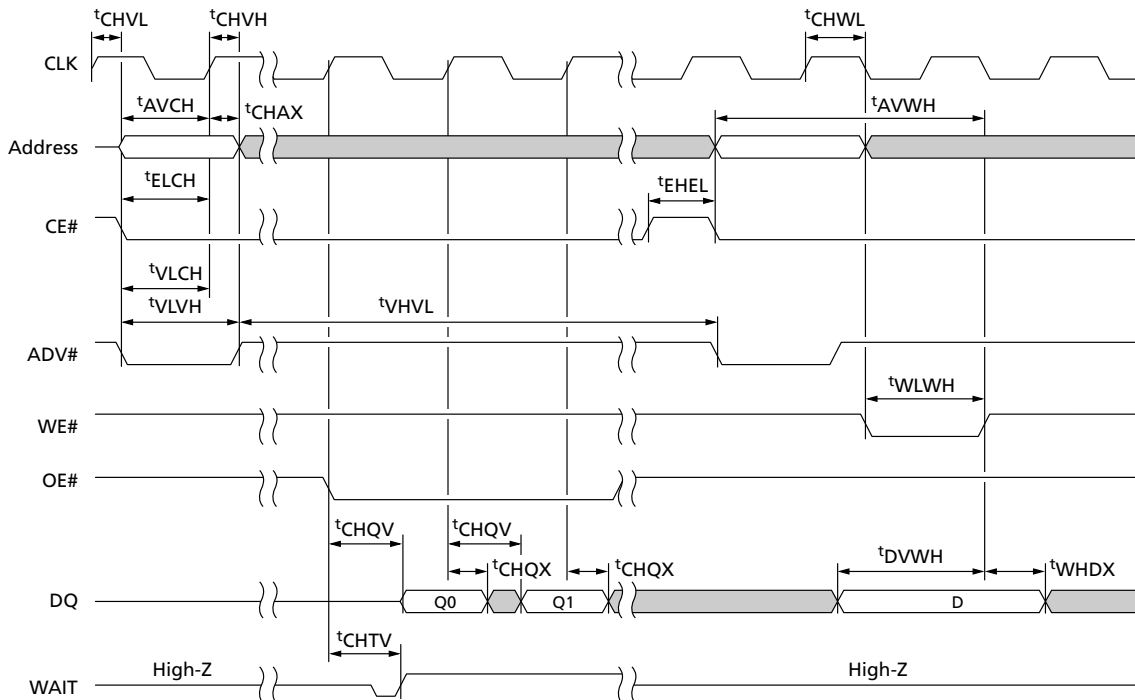 tCHVL tCHVH tCHWL
CLK
tAVCH tCHAX tAVWH
Address
tELCH tEHEL
CE#
tVLCH
tVLVH tVHVL
ADV#
tWLWH
WE#
OE#
tCHQV tCHQV
tCHQX tCHQX tDVWH tWHDX
DQ Q0 Q1 D
tCHTV
High-Z High-Z
WAIT